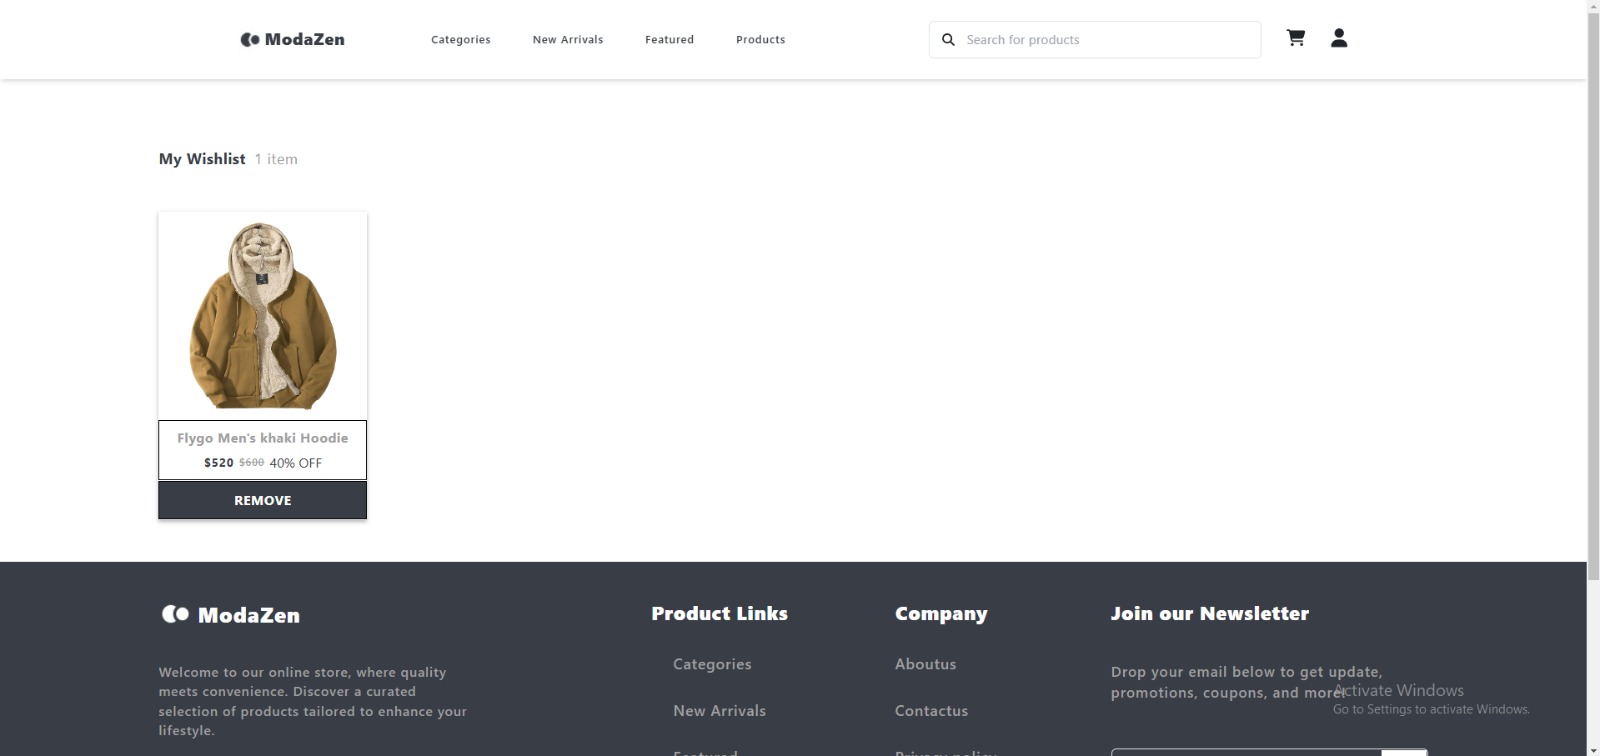 ModaZen
Categories
New Arrivals
Featured
Products
Search for products
My Wishlist 1 item
Flygo Men's khaki Hoodie
$520 $600 40% OFF
REMOVE
ModaZen
Welcome to our online store, where quality
meets convenience. Discover a curated
selection of products tailored to enhance your
lifestyle.
Product Links
Categories
New Arrivals
Featured
Company
Aboutus
Contactus
Privacy policy
Join our Newsletter
Drop your email below to get update,
promotions, coupons, and more!
Activate Windows
Go to Settings to activate Windows.